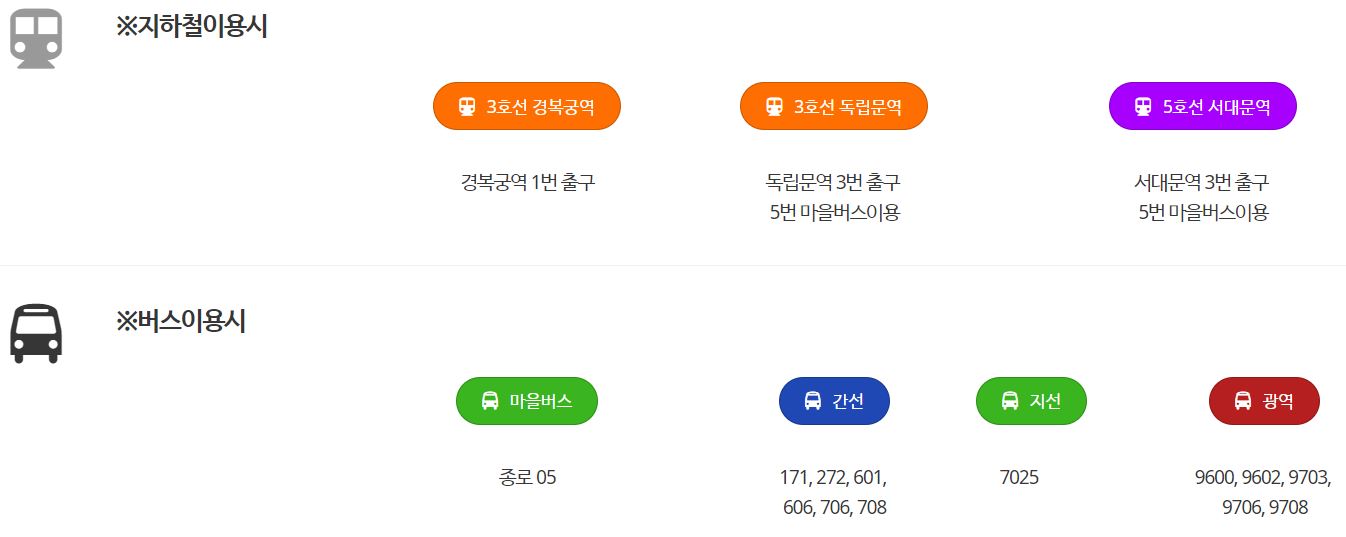 ※지하철이용시
3호선 경복궁역
3호선 독립문역
5호선 서대문역
경복궁역 1번 출구
독립문역 3번 출구
5번 마을버스이용
서대문역 3번 출구
5번 마을버스이용
※버스이용시
마을버스
간선
지선
광역
종로 05
171, 272, 601,
606, 706, 708
7025
9600, 9602, 9703,
9706, 9708